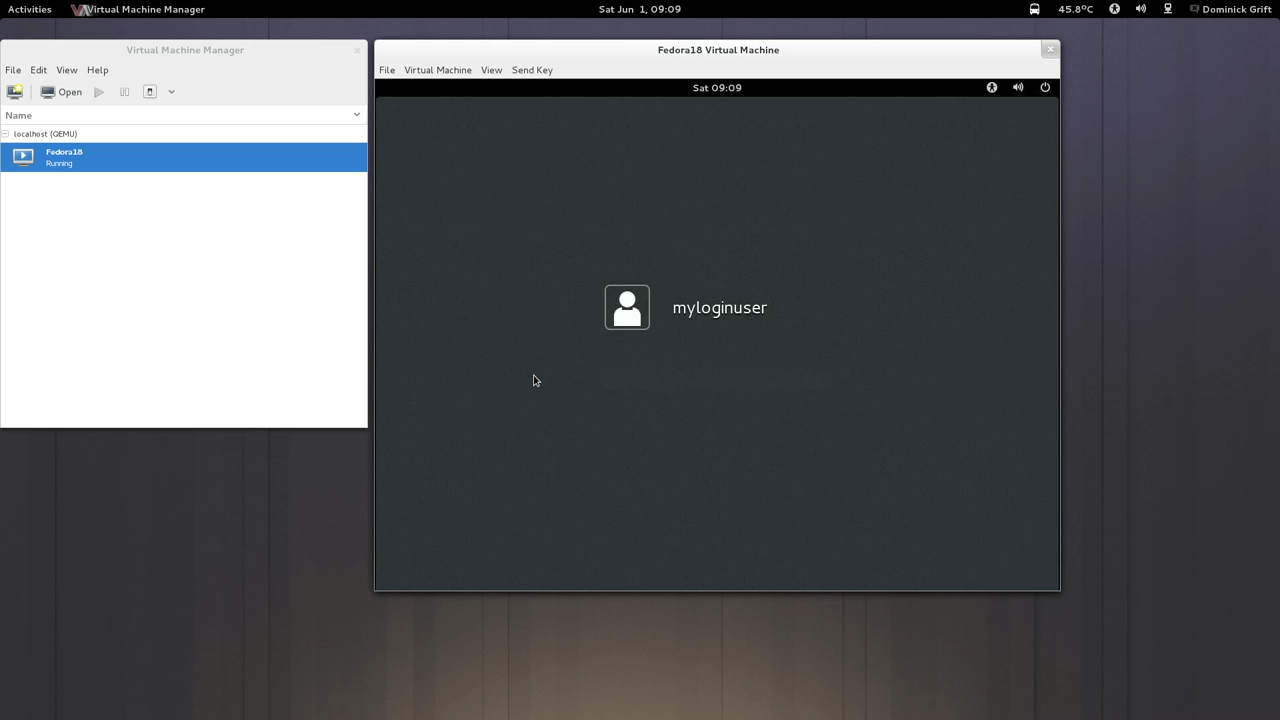 Activities Virtual Machine Manager Sat Jun 1, 09:09 45.8ºC Dominick Grift
Virtual Machine Manager
File Edit View Help
Open
Name
localhost (QEMU)
Fedora18
Running
Fedora18 Virtual Machine
File Virtual Machine View Send Key
Sat 09:09
myloginuser